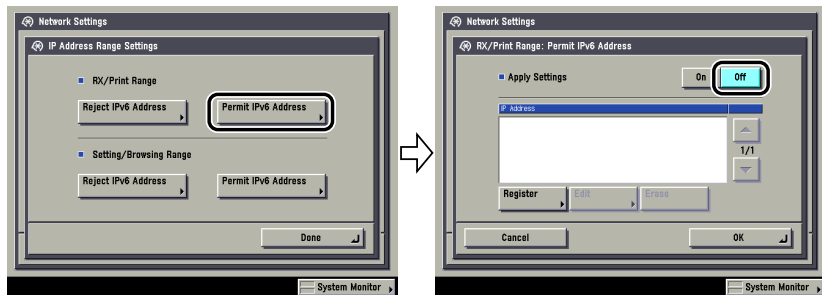 Network Settings
IP Address Range Settings
RX/Print Range
Reject IPv6 Address
Permit IPv6 Address
Setting/Browsing Range
Reject IPv6 Address
Permit IPv6 Address
Done
System Monitor
Network Settings
RX/Print Range: Permit IPv6 Address
Apply Settings
On
Off
IP Address
1/1
Register
Edit
Erase
Cancel
OK
System Monitor